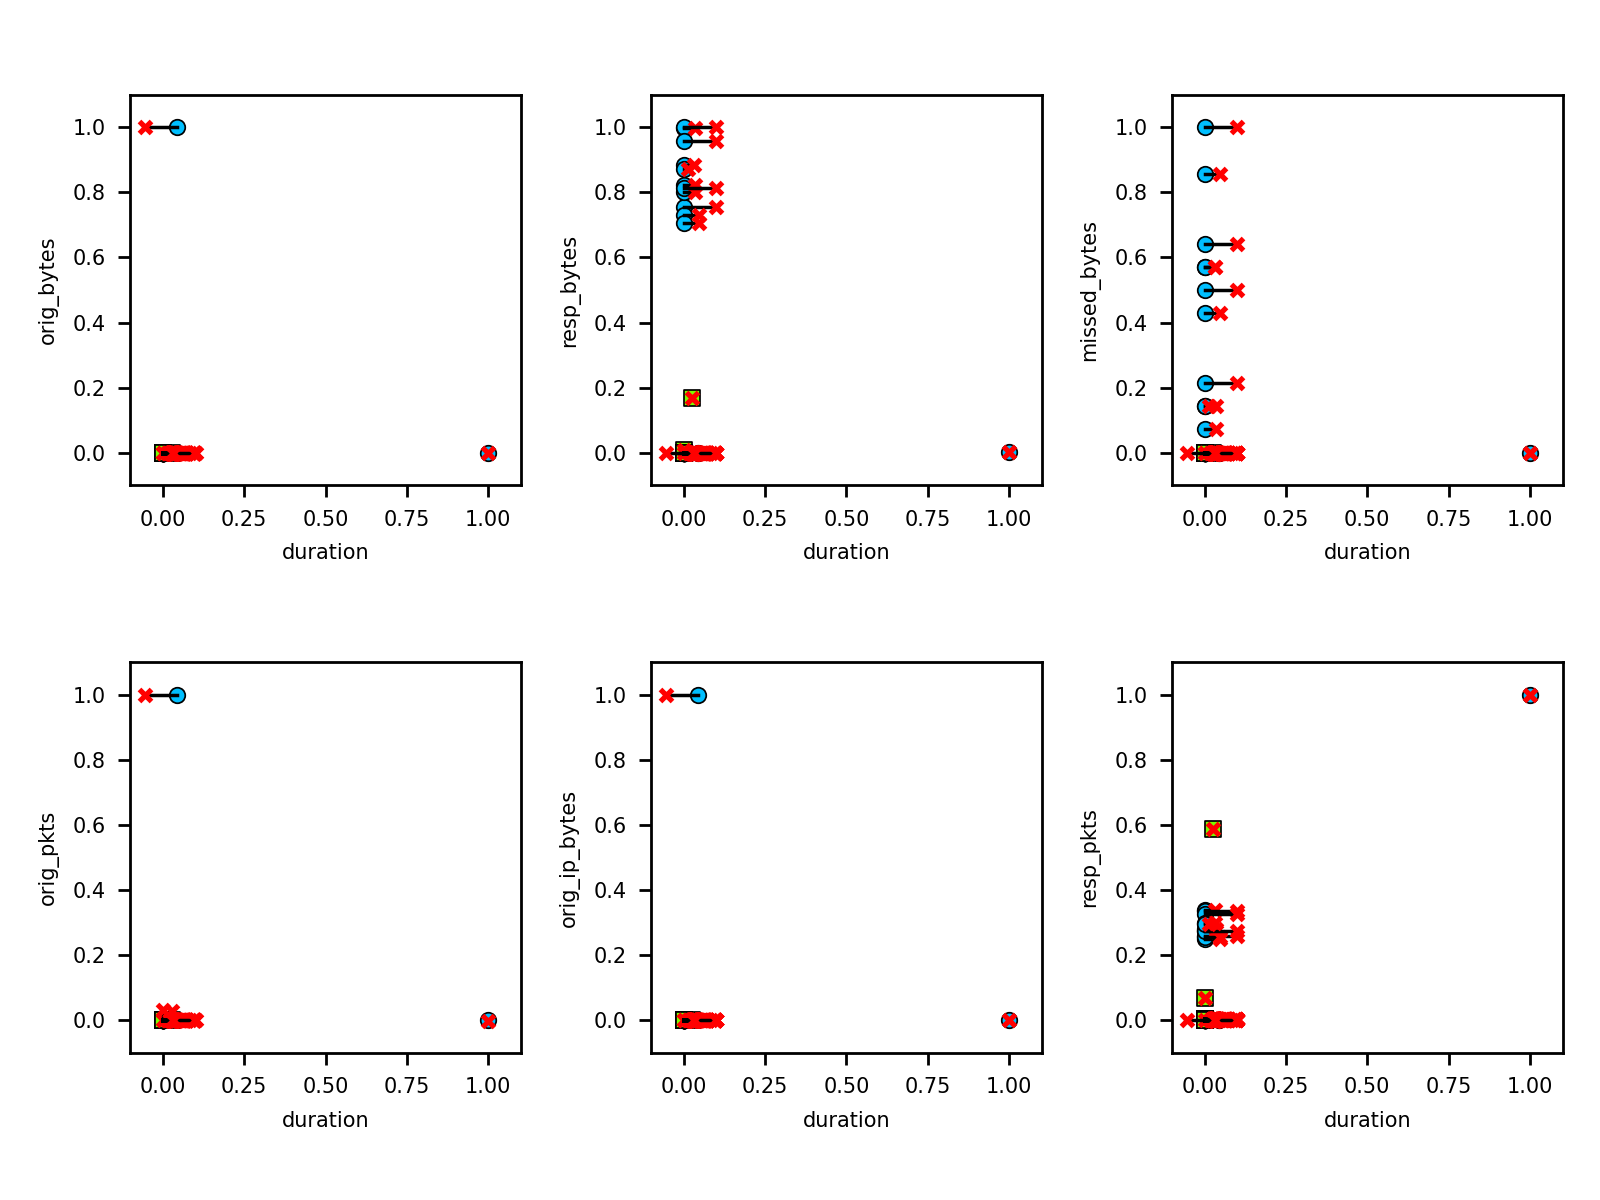 1.0 1.0 1.0
0.8 0.8 0.8
0.6 0.6 0.6
0.4 0.4 0.4
0.2 0.2 0.2
0.0 0.0 0.0
orig_bytes resp_bytes missed_bytes
0.00 0.25 0.50 0.75 1.00 0.00 0.25 0.50 0.75 1.00 0.00 0.25 0.50 0.75 1.00
duration duration duration
1.0 1.0 1.0
0.8 0.8 0.8
0.6 0.6 0.6
0.4 0.4 0.4
0.2 0.2 0.2
0.0 0.0 0.0
orig_pkts orig_ip_bytes resp_pkts
0.00 0.25 0.50 0.75 1.00 0.00 0.25 0.50 0.75 1.00 0.00 0.25 0.50 0.75 1.00
duration duration duration